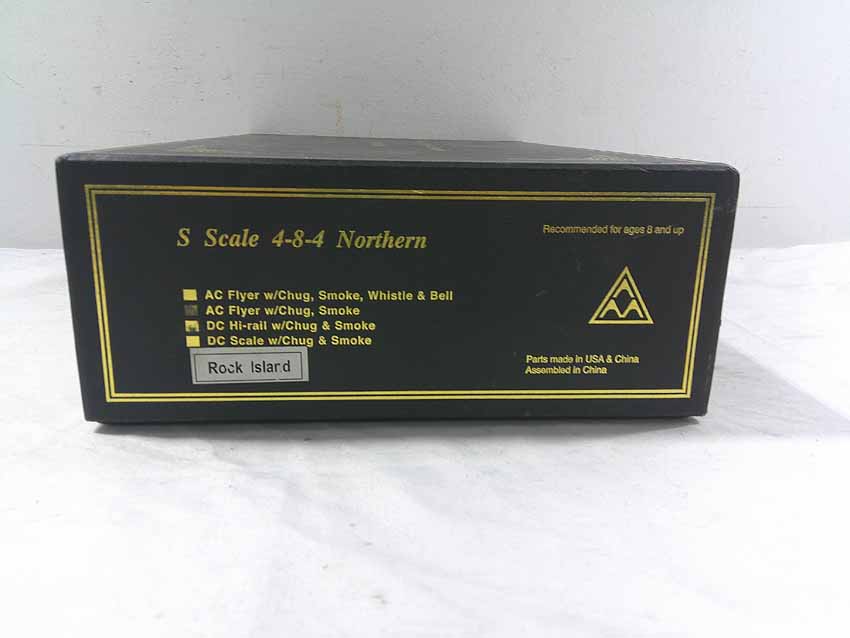 S Scale 4-8-4 Northern
Recommended for ages 8 and up
AC Flyer w/Chug, Smoke, Whistle & Bell
AC Flyer w/Chug, Smoke
DC Hi-rail w/Chug & Smoke
DC Scale w/Chug & Smoke
Rock Island
Parts made in USA & China
Assembled in China